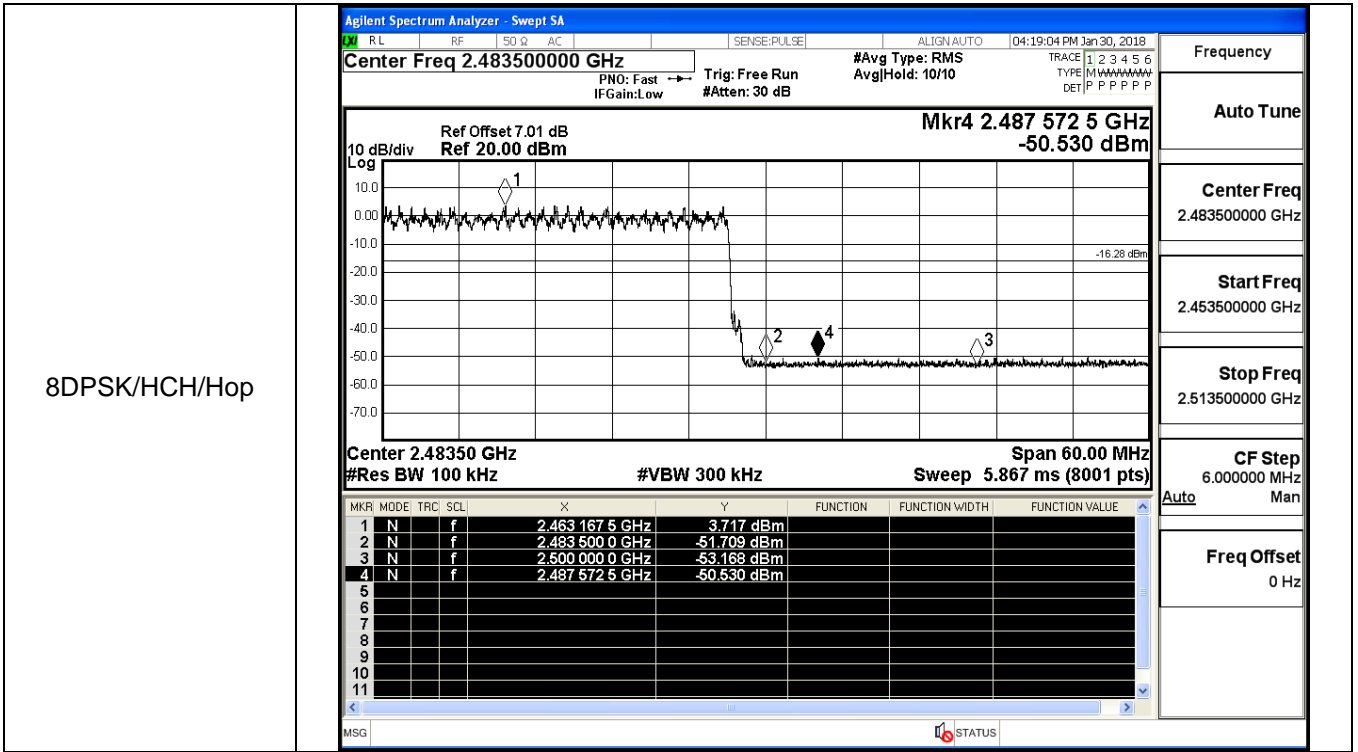 8DPSK/HCH/Hop
Agilent Spectrum Analyzer - Swept SA
LXI RL RF 50 Ω AC SENSE:PULSE ALIGN AUTO 04:19:04 PM Jan 30, 2018
Center Freq 2.483500000 GHz
PNO: Fast
IFGain:Low
Trig: Free Run
#Atten: 30 dB
#Avg Type: RMS
Avg|Hold: 10/10
TRACE 1 2 3 4 5 6
TYPE M WWWWW
DET P P P P P P
Ref Offset 7.01 dB
10 dB/div Ref 20.00 dBm
Log
Mkr4 2.487 572 5 GHz
-50.530 dBm
10.0
0.00
-10.0
-20.0
-30.0
-40.0
-50.0
-60.0
-70.0
1
-16.28 dBm
2
4
3
Center 2.48350 GHz Span 60.00 MHz
#Res BW 100 kHz #VBW 300 kHz Sweep 5.867 ms (8001 pts)
MKR MODE TRC SCL X Y FUNCTION FUNCTION WIDTH FUNCTION VALUE
1 N f 2.463 167 5 GHz 3.717 dBm
2 N f 2.483 500 0 GHz -51.709 dBm
3 N f 2.500 000 0 GHz -53.168 dBm
4 N f 2.487 572 5 GHz -50.530 dBm
5
6
7
8
9
10
11
MSG STATUS
Frequency
Auto Tune
Center Freq
2.483500000 GHz
Start Freq
2.453500000 GHz
Stop Freq
2.513500000 GHz
CF Step
6.000000 MHz
Auto Man
Freq Offset
0 Hz